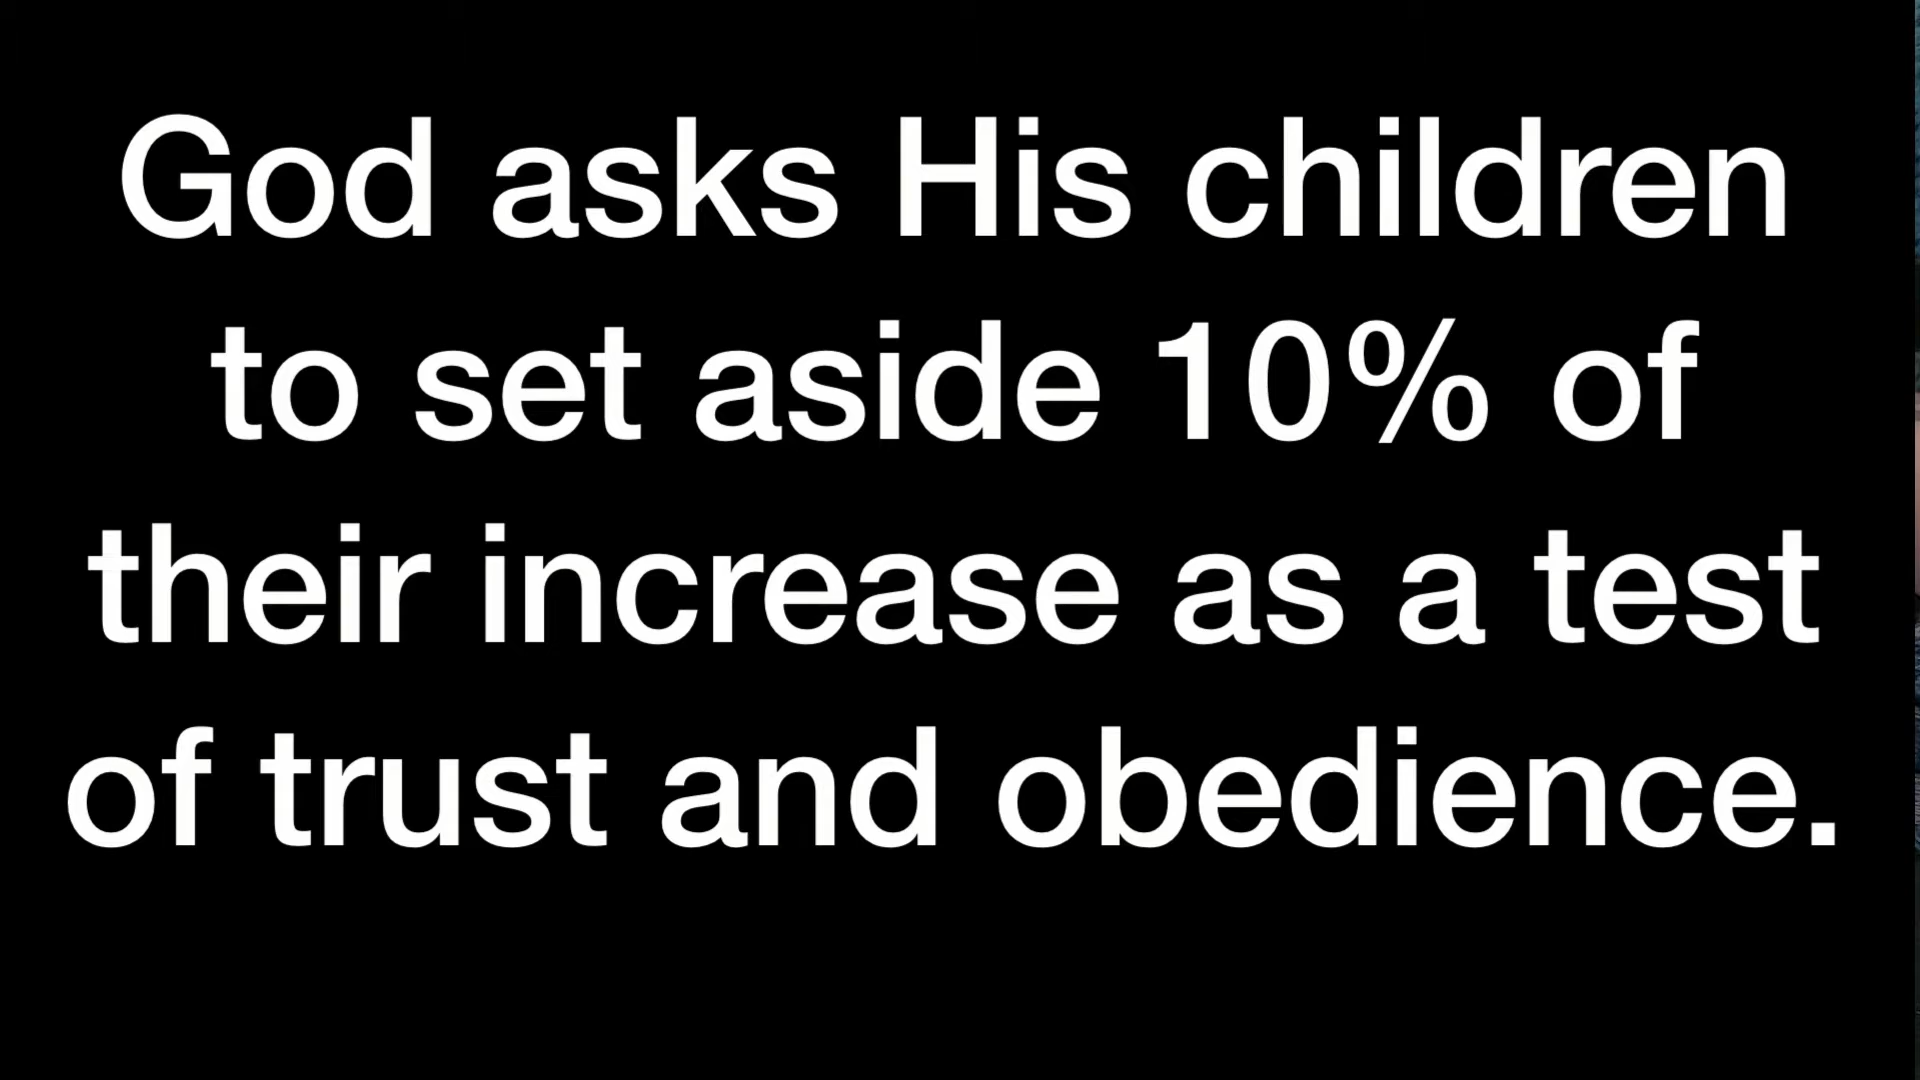 God asks His children
to set aside 10% of
their increase as a test
of trust and obedience.